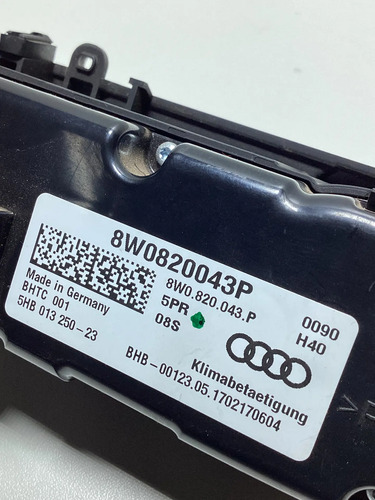 8W0820043P
8W0.820.043.P
5PR
08S
0090
H40
Made in Germany
BHTC 001
5HB 013 250-23
Klimabetaetigung
BHB-00123.05.1702170604